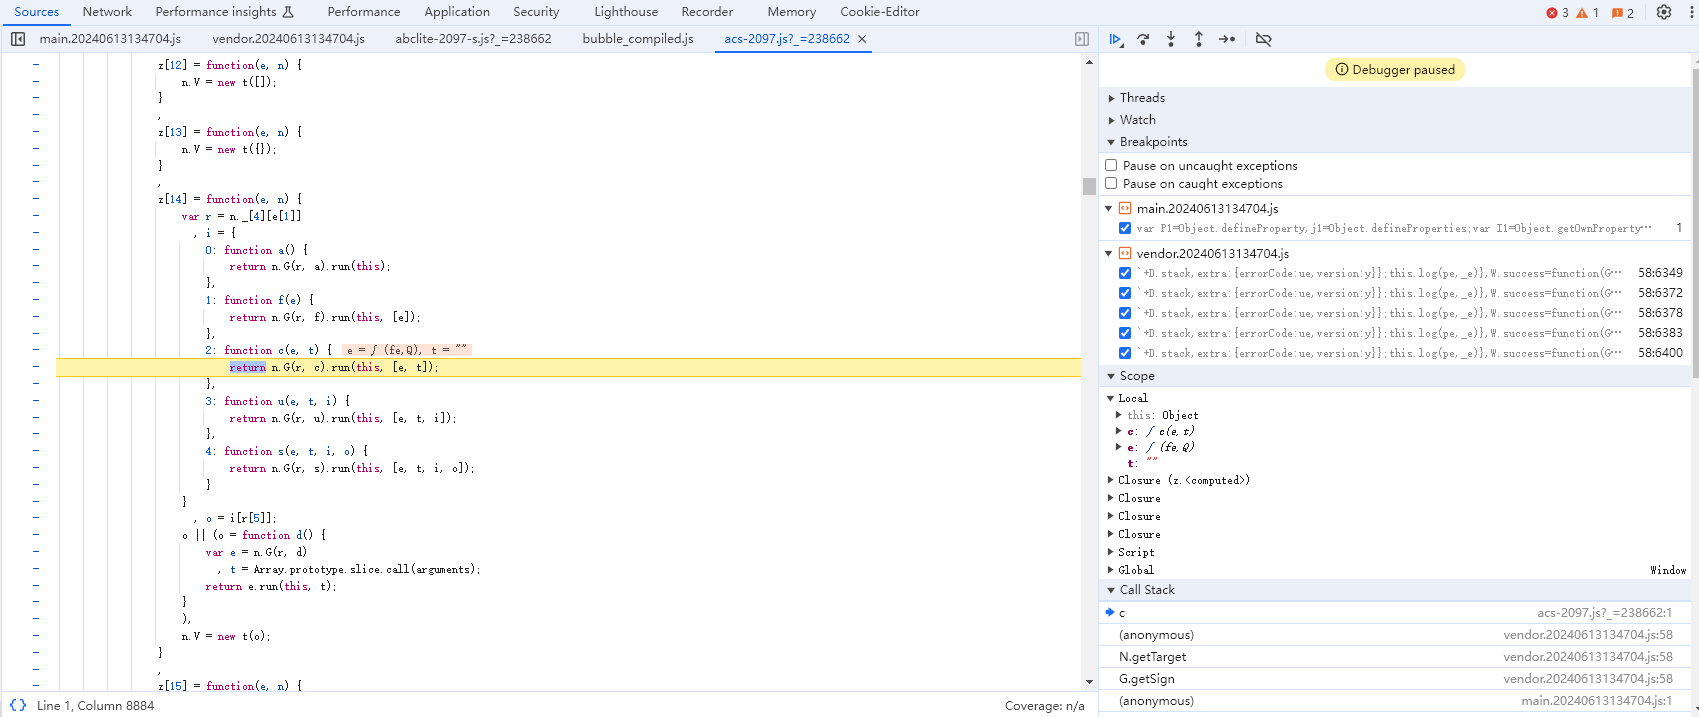 Sources Network Performance insights Performance Application Security Lighthouse Recorder Memory Cookie-Editor 3 1 2
main.20240613134704.js vendor.20240613134704.js abclite-2097-s.js?_=238662 bubble_compiled.js acs-2097.js?_=238662 ×
z[12] = function(e, n) {
n.V = new t([]);
}
,
z[13] = function(e, n) {
n.V = new t({});
}
,
z[14] = function(e, n) {
var r = n._[4][e[1]]
, i = {
0: function a() {
return n.G(r, a).run(this);
},
1: function f(e) {
return n.G(r, f).run(this, [e]);
},
2: function c(e, t) { e = ƒ (fe,Q), t = ""
return n.G(r, c).run(this, [e, t]);
},
3: function u(e, t, i) {
return n.G(r, u).run(this, [e, t, i]);
},
4: function s(e, t, i, o) {
return n.G(r, s).run(this, [e, t, i, o]);
}
}
, o = i[r[5]];
o || (o = function d() {
var e = n.G(r, d)
, t = Array.prototype.slice.call(arguments);
return e.run(this, t);
}
),
n.V = new t(o);
}
,
z[15] = function(e, n) {
{} Line 1, Column 8884 Coverage: n/a
Debugger paused
Threads
Watch
Breakpoints
Pause on uncaught exceptions
Pause on caught exceptions
main.20240613134704.js
var P1=Object.defineProperty,j1=Object.defineProperties;var I1=Object.getOwnProperty… 1
vendor.20240613134704.js
`+D.stack,extra:{errorCode:ue,version:y}};this.log(pe,_e)},W.success=function(G… 58:6349
`+D.stack,extra:{errorCode:ue,version:y}};this.log(pe,_e)},W.success=function(G… 58:6372
`+D.stack,extra:{errorCode:ue,version:y}};this.log(pe,_e)},W.success=function(G… 58:6378
`+D.stack,extra:{errorCode:ue,version:y}};this.log(pe,_e)},W.success=function(G… 58:6383
`+D.stack,extra:{errorCode:ue,version:y}};this.log(pe,_e)},W.success=function(G… 58:6400
Scope
Local
this: Object
c: ƒ c(e,t)
e: ƒ (fe,Q)
t: ""
Closure (z.<computed>)
Closure
Closure
Closure
Script
Global Window
Call Stack
c acs-2097.js?_=238662:1
(anonymous) vendor.20240613134704.js:58
N.getTarget vendor.20240613134704.js:58
G.getSign vendor.20240613134704.js:58
(anonymous) main.20240613134704.js:1